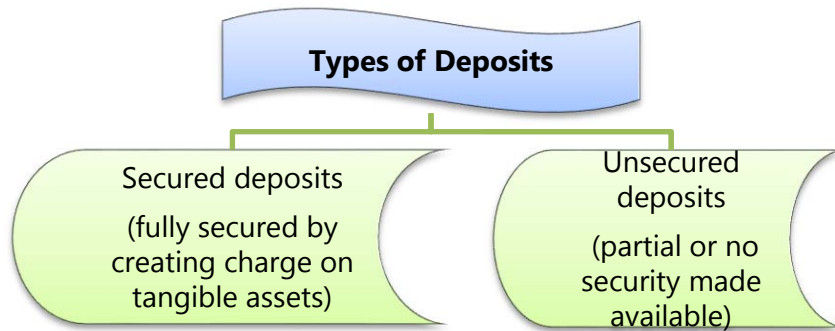 Types of Deposits
Secured deposits
(fully secured by
creating charge on
tangible assets)
Unsecured
deposits
(partial or no
security made
available)